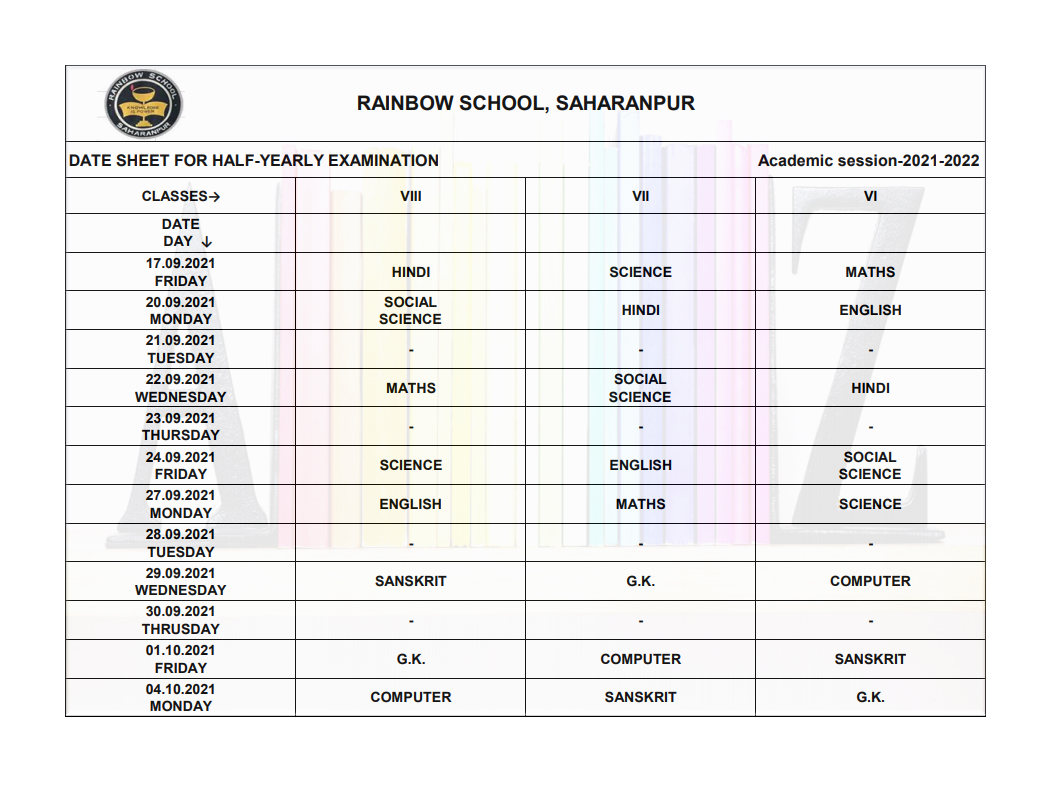 RAINBOW SCHOOL
KNOWLEDGE
IS POWER
SAHARANPUR
RAINBOW SCHOOL, SAHARANPUR
DATE SHEET FOR HALF-YEARLY EXAMINATION Academic session-2021-2022
CLASSES→ VIII VII VI
DATE
DAY ↓
17.09.2021
FRIDAY HINDI SCIENCE MATHS
20.09.2021
MONDAY SOCIAL
SCIENCE HINDI ENGLISH
21.09.2021
TUESDAY - - -
22.09.2021
WEDNESDAY MATHS SOCIAL
SCIENCE HINDI
23.09.2021
THURSDAY - - -
24.09.2021
FRIDAY SCIENCE ENGLISH SOCIAL
SCIENCE
27.09.2021
MONDAY ENGLISH MATHS SCIENCE
28.09.2021
TUESDAY - - -
29.09.2021
WEDNESDAY SANSKRIT G.K. COMPUTER
30.09.2021
THRUSDAY - - -
01.10.2021
FRIDAY G.K. COMPUTER SANSKRIT
04.10.2021
MONDAY COMPUTER SANSKRIT G.K.
A Z